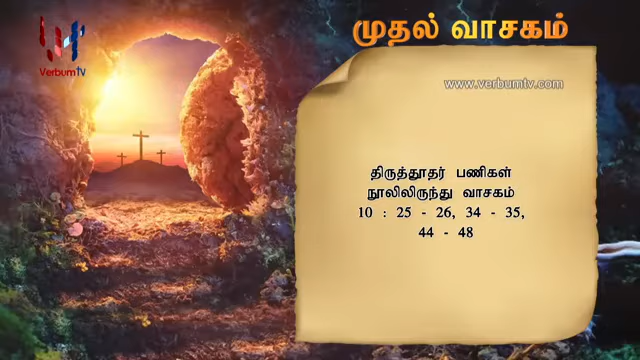 முதல் வாசகம்
VerbumTV
www.verbumtv.com
திருத்தூதர் பணிகள்
நூலிலிருந்து வாசகம்
10 : 25 - 26, 34 - 35,
44 - 48